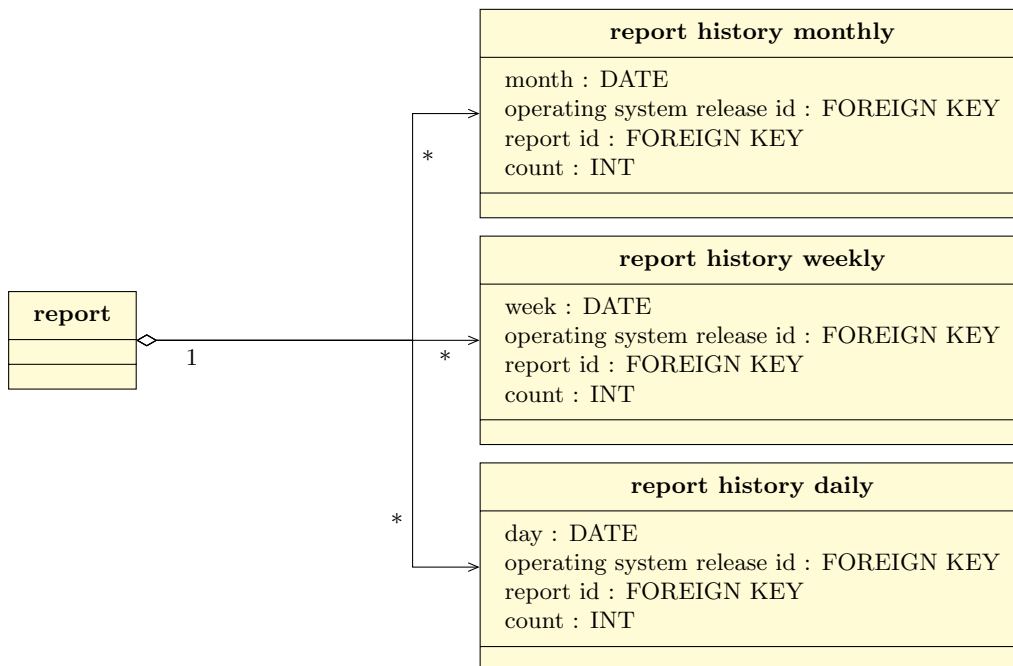 report history monthly
month : DATE
operating system release id : FOREIGN KEY
report id : FOREIGN KEY
count : INT
*
report history weekly
week : DATE
operating system release id : FOREIGN KEY
report id : FOREIGN KEY
count : INT
report
1
*
report history daily
day : DATE
operating system release id : FOREIGN KEY
report id : FOREIGN KEY
count : INT
*